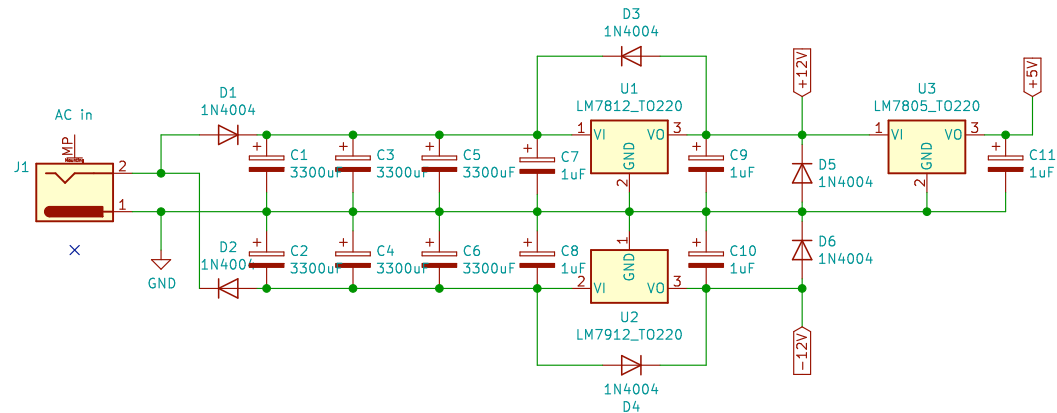 D3
1N4004
+12V
+5V
D1
1N4004
U1
LM7812_TO220
U3
LM7805_TO220
AC in
MP
J1
2
1
1
VI
VO
3
GND
2
1
VI
VO
3
GND
2
C1
3300uF
C3
3300uF
C5
3300uF
C7
1uF
C9
1uF
D5
1N4004
C11
1uF
GND
D2
1N4004
C2
3300uF
C4
3300uF
C6
3300uF
C8
1uF
1
GND
2
VI
VO
3
C10
1uF
D6
1N4004
U2
LM7912_TO220
-12V
1N4004
D4